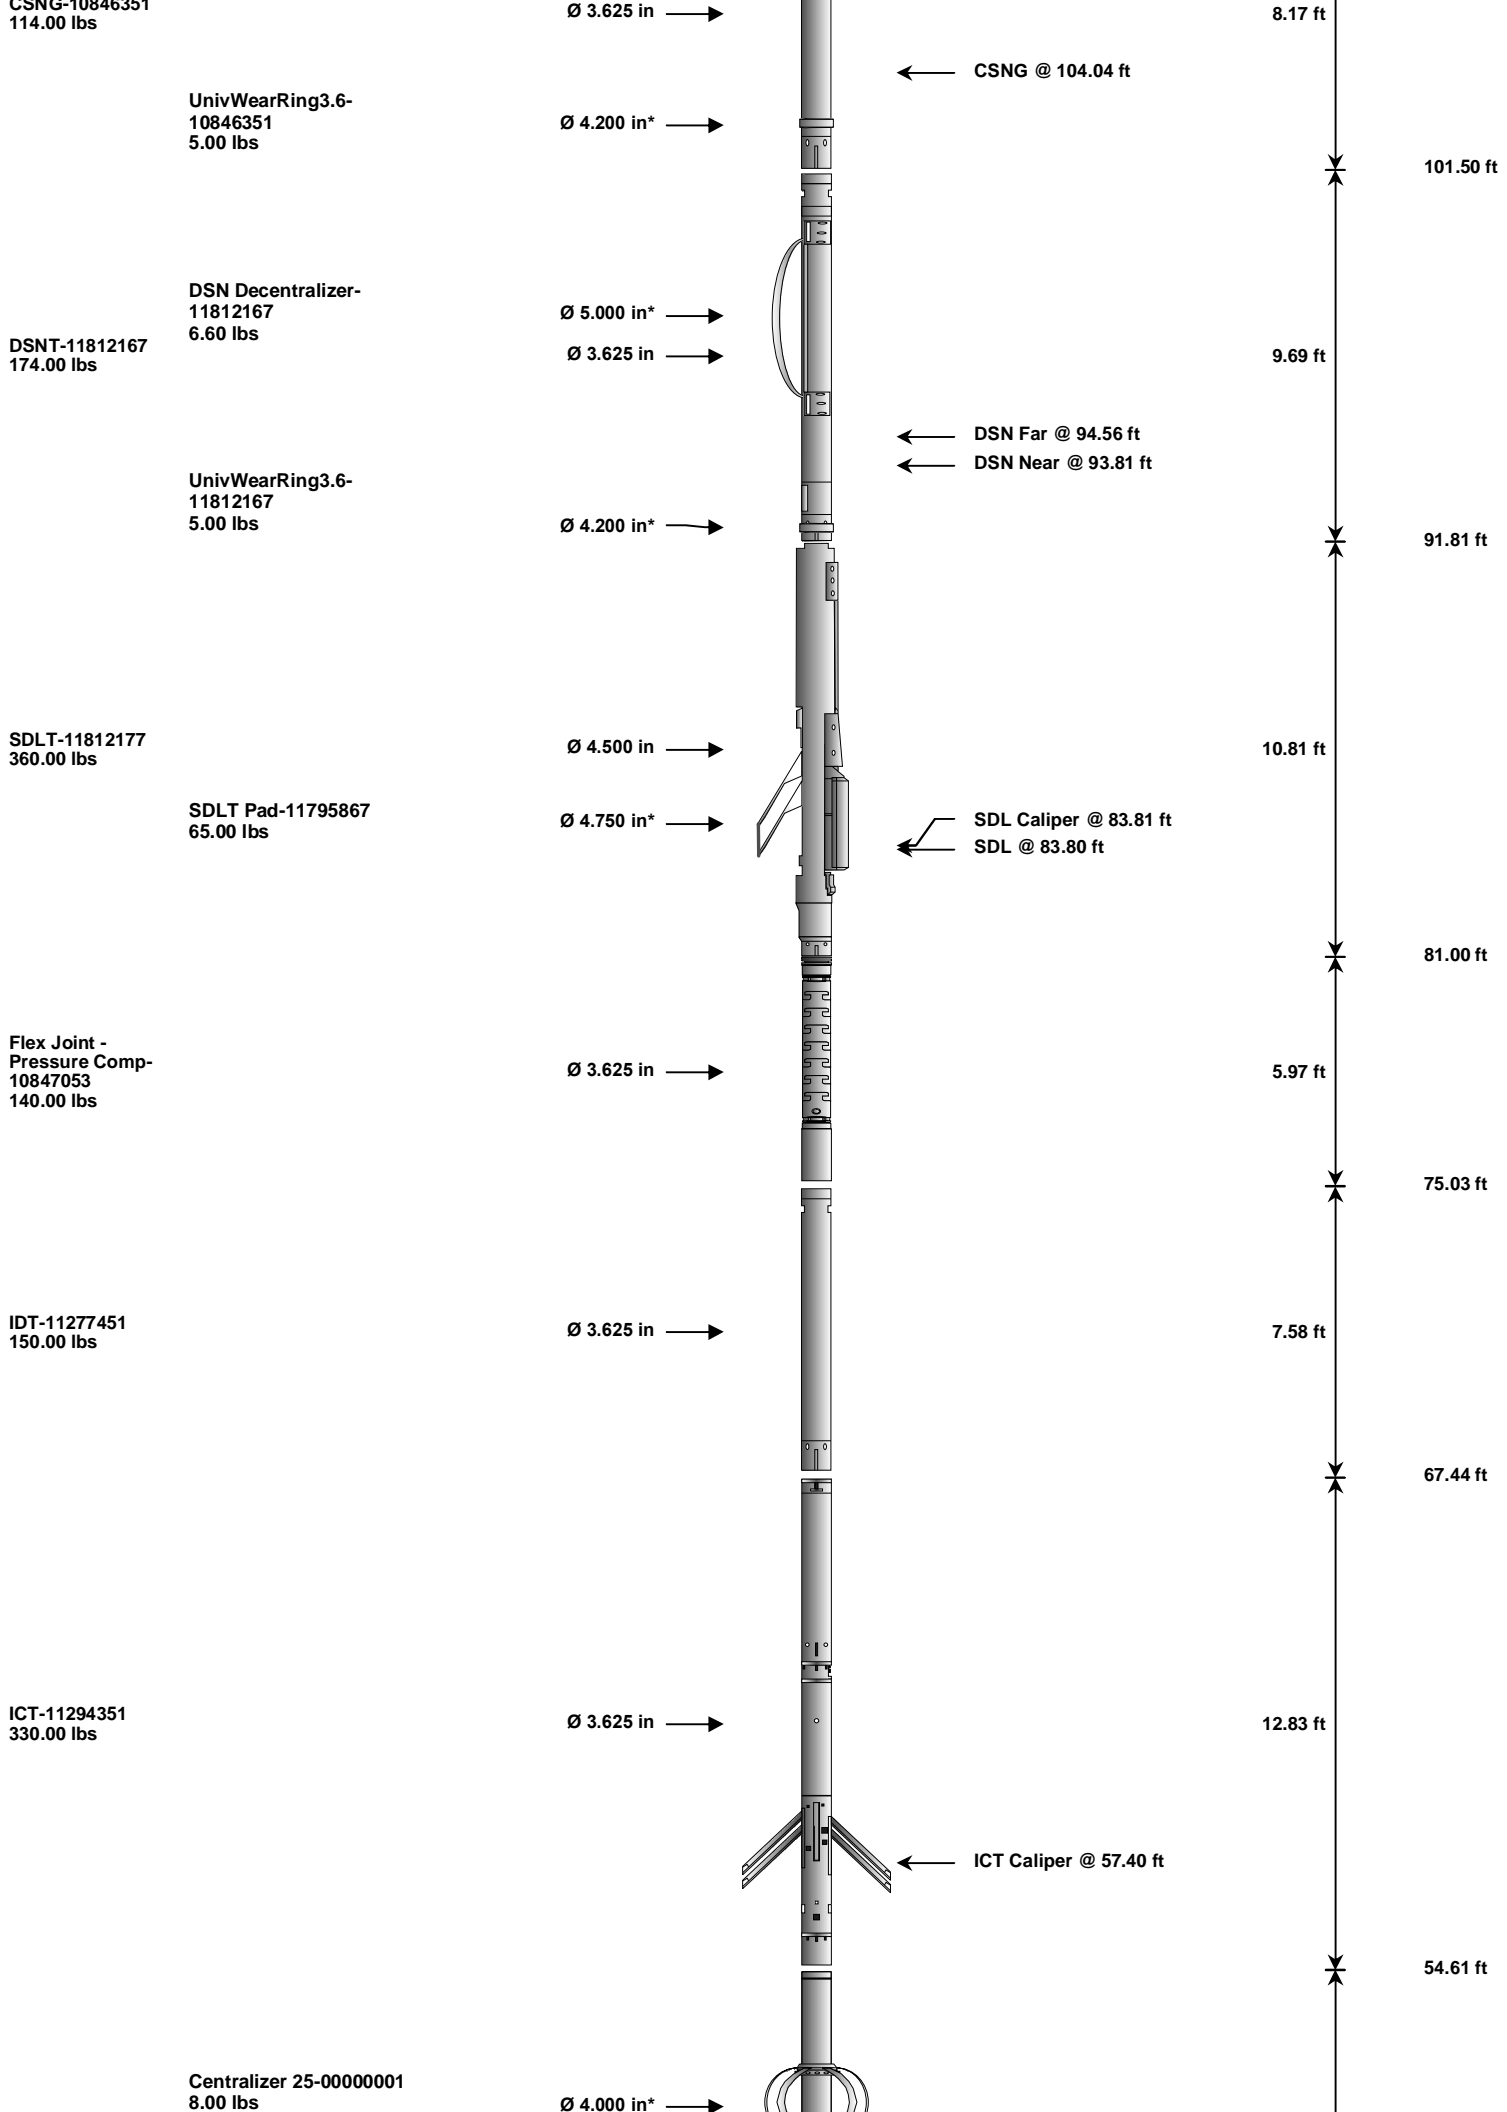 CSNG-10846351
114.00 lbs
Ø 3.625 in
8.17 ft
CSNG @ 104.04 ft
UnivWearRing3.6-
10846351
5.00 lbs
Ø 4.200 in*
101.50 ft
DSN Decentralizer-
11812167
6.60 lbs
Ø 5.000 in*
DSNT-11812167
174.00 lbs
Ø 3.625 in
9.69 ft
DSN Far @ 94.56 ft
DSN Near @ 93.81 ft
UnivWearRing3.6-
11812167
5.00 lbs
Ø 4.200 in*
91.81 ft
SDLT-11812177
360.00 lbs
Ø 4.500 in
10.81 ft
SDLT Pad-11795867
65.00 lbs
Ø 4.750 in*
SDL Caliper @ 83.81 ft
SDL @ 83.80 ft
81.00 ft
Flex Joint -
Pressure Comp-
10847053
140.00 lbs
Ø 3.625 in
5.97 ft
75.03 ft
IDT-11277451
150.00 lbs
Ø 3.625 in
7.58 ft
67.44 ft
ICT-11294351
330.00 lbs
Ø 3.625 in
12.83 ft
ICT Caliper @ 57.40 ft
54.61 ft
Centralizer 25-00000001
8.00 lbs
Ø 4.000 in*